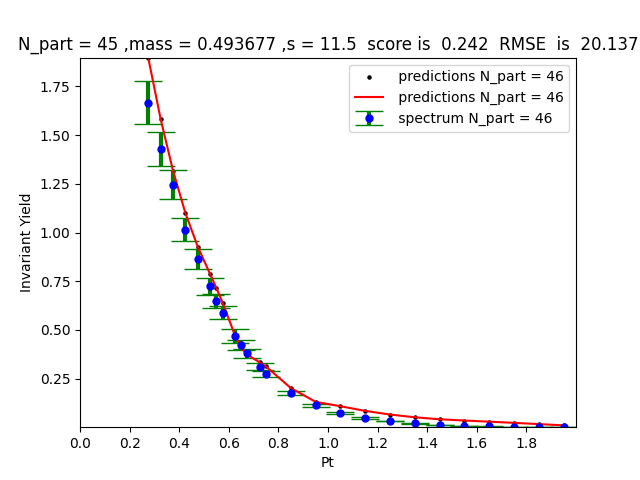 N_part = 45 ,mass = 0.493677 ,s = 11.5  score is  0.242  RMSE  is  20.137
predictions N_part = 46
predictions N_part = 46
spectrum N_part = 46
Invariant Yield
1.75
1.50
1.25
1.00
0.75
0.50
0.25
0.0 0.2 0.4 0.6 0.8 1.0 1.2 1.4 1.6 1.8
Pt